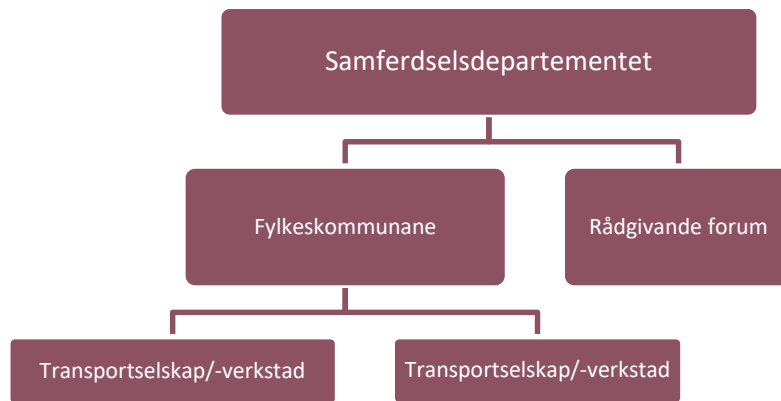 Samferdselsdepartementet
Fylkeskommunane
Rådgivande forum
Transportselskap/-verkstad
Transportselskap/-verkstad